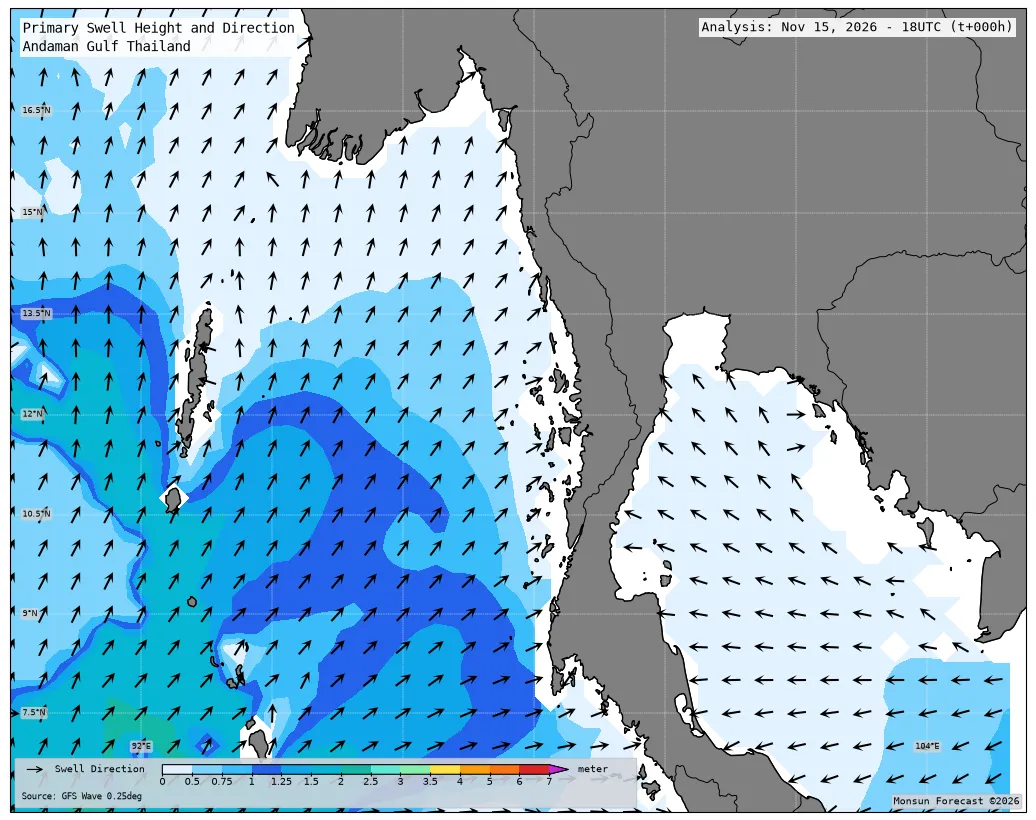 Primary Swell Height and Direction
Andaman Gulf Thailand
Analysis: Nov 15, 2026 - 18UTC (t+000h)
16.5°N
15°N
13.5°N
12°N
10.5°N
9°N
7.5°N
92°E
104°E
Swell Direction
meter
0 0.5 0.75 1 1.25 1.5 2 2.5 3 3.5 4 5 6 7
Source: GFS Wave 0.25deg
Monsun Forecast ©2026